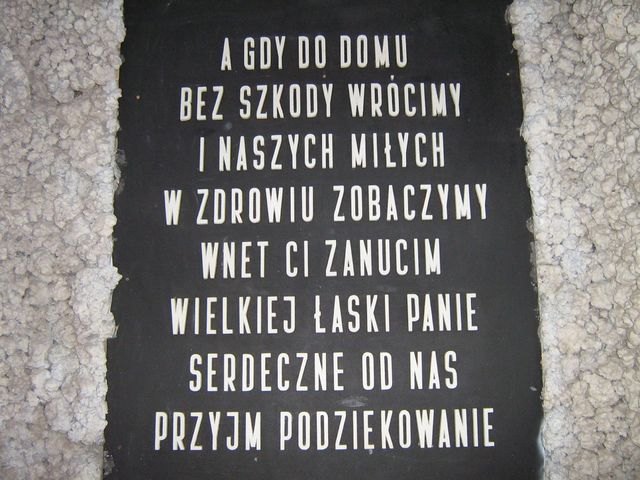 A GDY DO DOMU
BEZ SZKODY WRÓCIMY
I NASZYCH MIŁYCH
W ZDROWIU ZOBACZYMY
WNET CI ZANUCIM
WIELKIEJ ŁASKI PANIE
SERDECZNE OD NAS
PRZYJM PODZIEKOWANIE